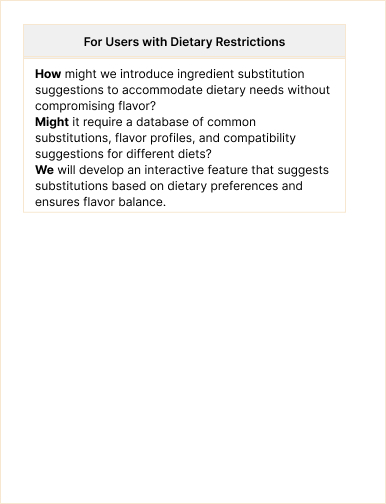 For Users with Dietary Restrictions
How might we introduce ingredient substitution
suggestions to accommodate dietary needs without
compromising flavor?
Might it require a database of common
substitutions, flavor profiles, and compatibility
suggestions for different diets?
We will develop an interactive feature that suggests
substitutions based on dietary preferences and
ensures flavor balance.